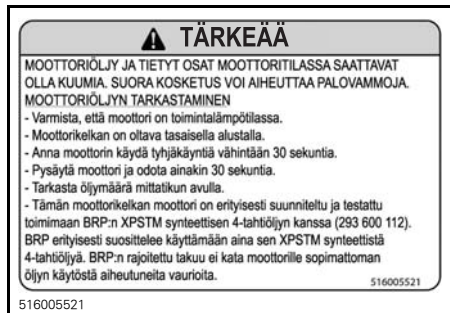 TÄRKEÄÄ
MOOTTORIÖLJY JA TIETYT OSAT MOOTTORITILASSA SAATTAVAT
OLLA KUUMIA. SUORA KOSKETUS VOI AIHEUTTAA PALOVAMMOJA.
MOOTTORIÖLJYN TARKASTAMINEN
- Varmista, että moottori on toimintalämpötilassa.
- Moottorikelkan on oltava tasaisella alustalla.
- Anna moottorin käydä tyhjäkäyntiä vähintään 30 sekuntia.
- Pysäytä moottori ja odota ainakin 30 sekuntia.
- Tarkasta öljymäärä mittatikun avulla.
- Tämän moottorikelkan moottori on erityisesti suunniteltu ja testattu
toimimaan BRP:n XPSTM synteettisen 4-tahtiöljyn kanssa (293 600 112).
BRP erityisesti suosittelee käyttämään aina sen XPSTM synteettistä
4-tahtiöljyä. BRP:n rajoitettu takuu ei kata moottorille sopimattoman
öljyn käytöstä aiheutuneita vaurioita.
516005521
516005521